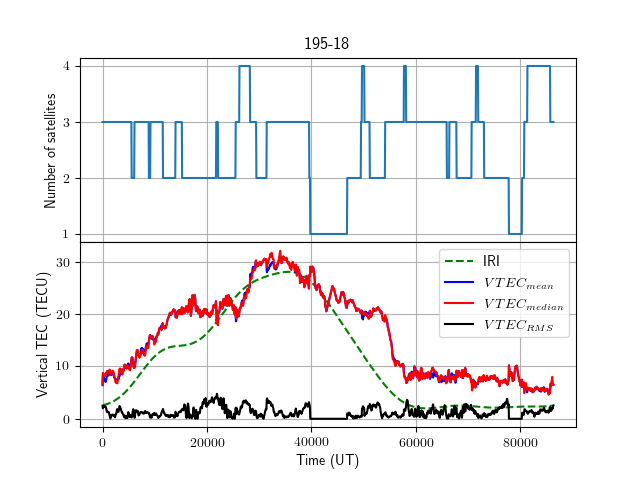 195-18
4
3
2
1
Number of satellites
30
20
10
0
Vertical TEC (TECU)
IRI
VTEC_mean
VTEC_median
VTEC_RMS
0 20000 40000 60000 80000
Time (UT)